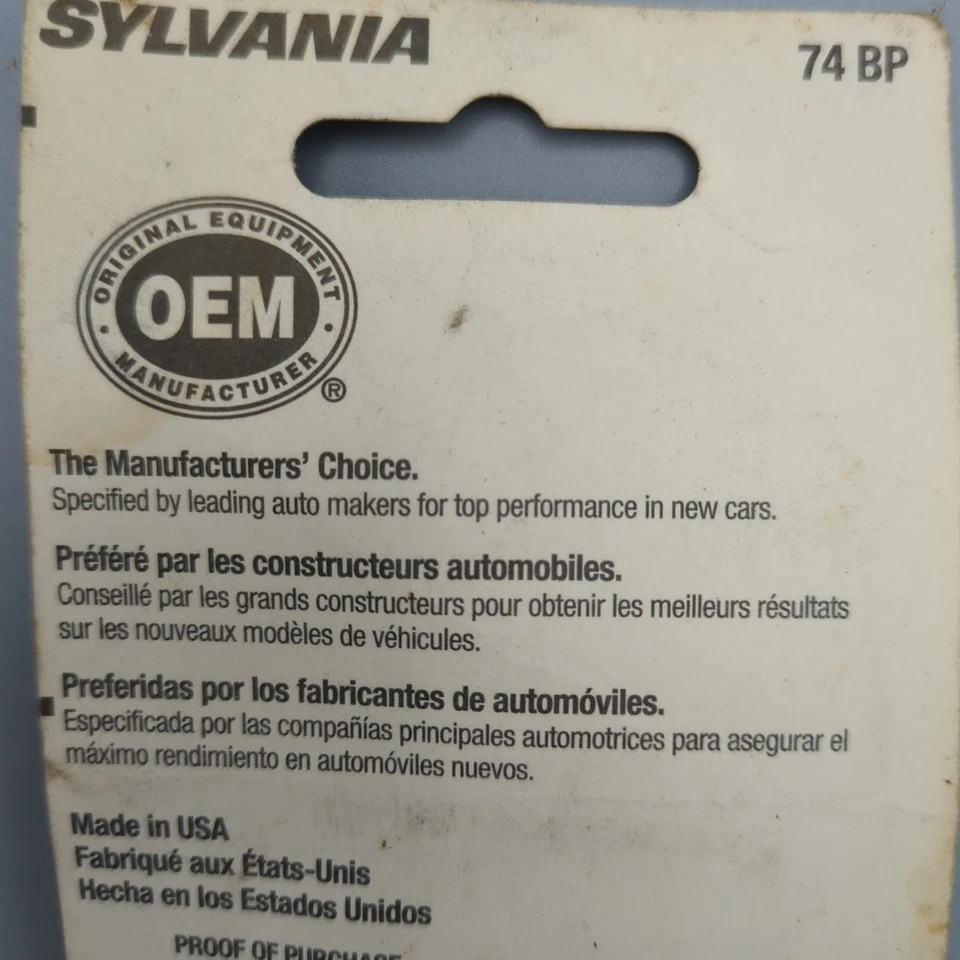 SYLVANIA
74 BP
ORIGINAL EQUIPMENT
OEM
MANUFACTURER
®
The Manufacturers' Choice.
Specified by leading auto makers for top performance in new cars.
Préféré par les constructeurs automobiles.
Conseillé par les grands constructeurs pour obtenir les meilleurs résultats
sur les nouveaux modèles de véhicules.
Preferidas por los fabricantes de automóviles.
Especificada por las compañías principales automotrices para asegurar el
máximo rendimiento en automóviles nuevos.
Made in USA
Fabriqué aux États-Unis
Hecha en los Estados Unidos
PROOF OF PURCHASE